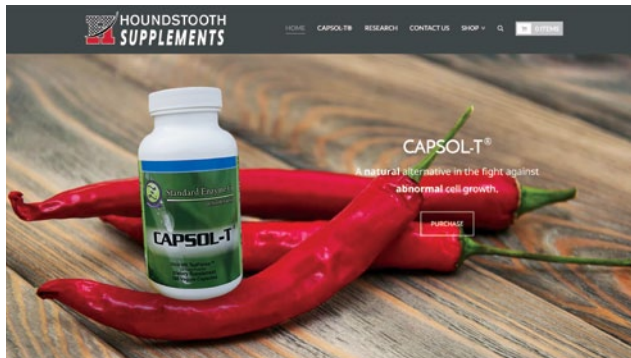 HOUNDSTOOTH
SUPPLEMENTS
HOME CAPSOL-T® RESEARCH CONTACT US SHOP 0 ITEMS
CAPSOL-T®
A natural alternative in the fight against
abnormal cell growth.
PURCHASE
Standard Enzyme
CAPSOL-T